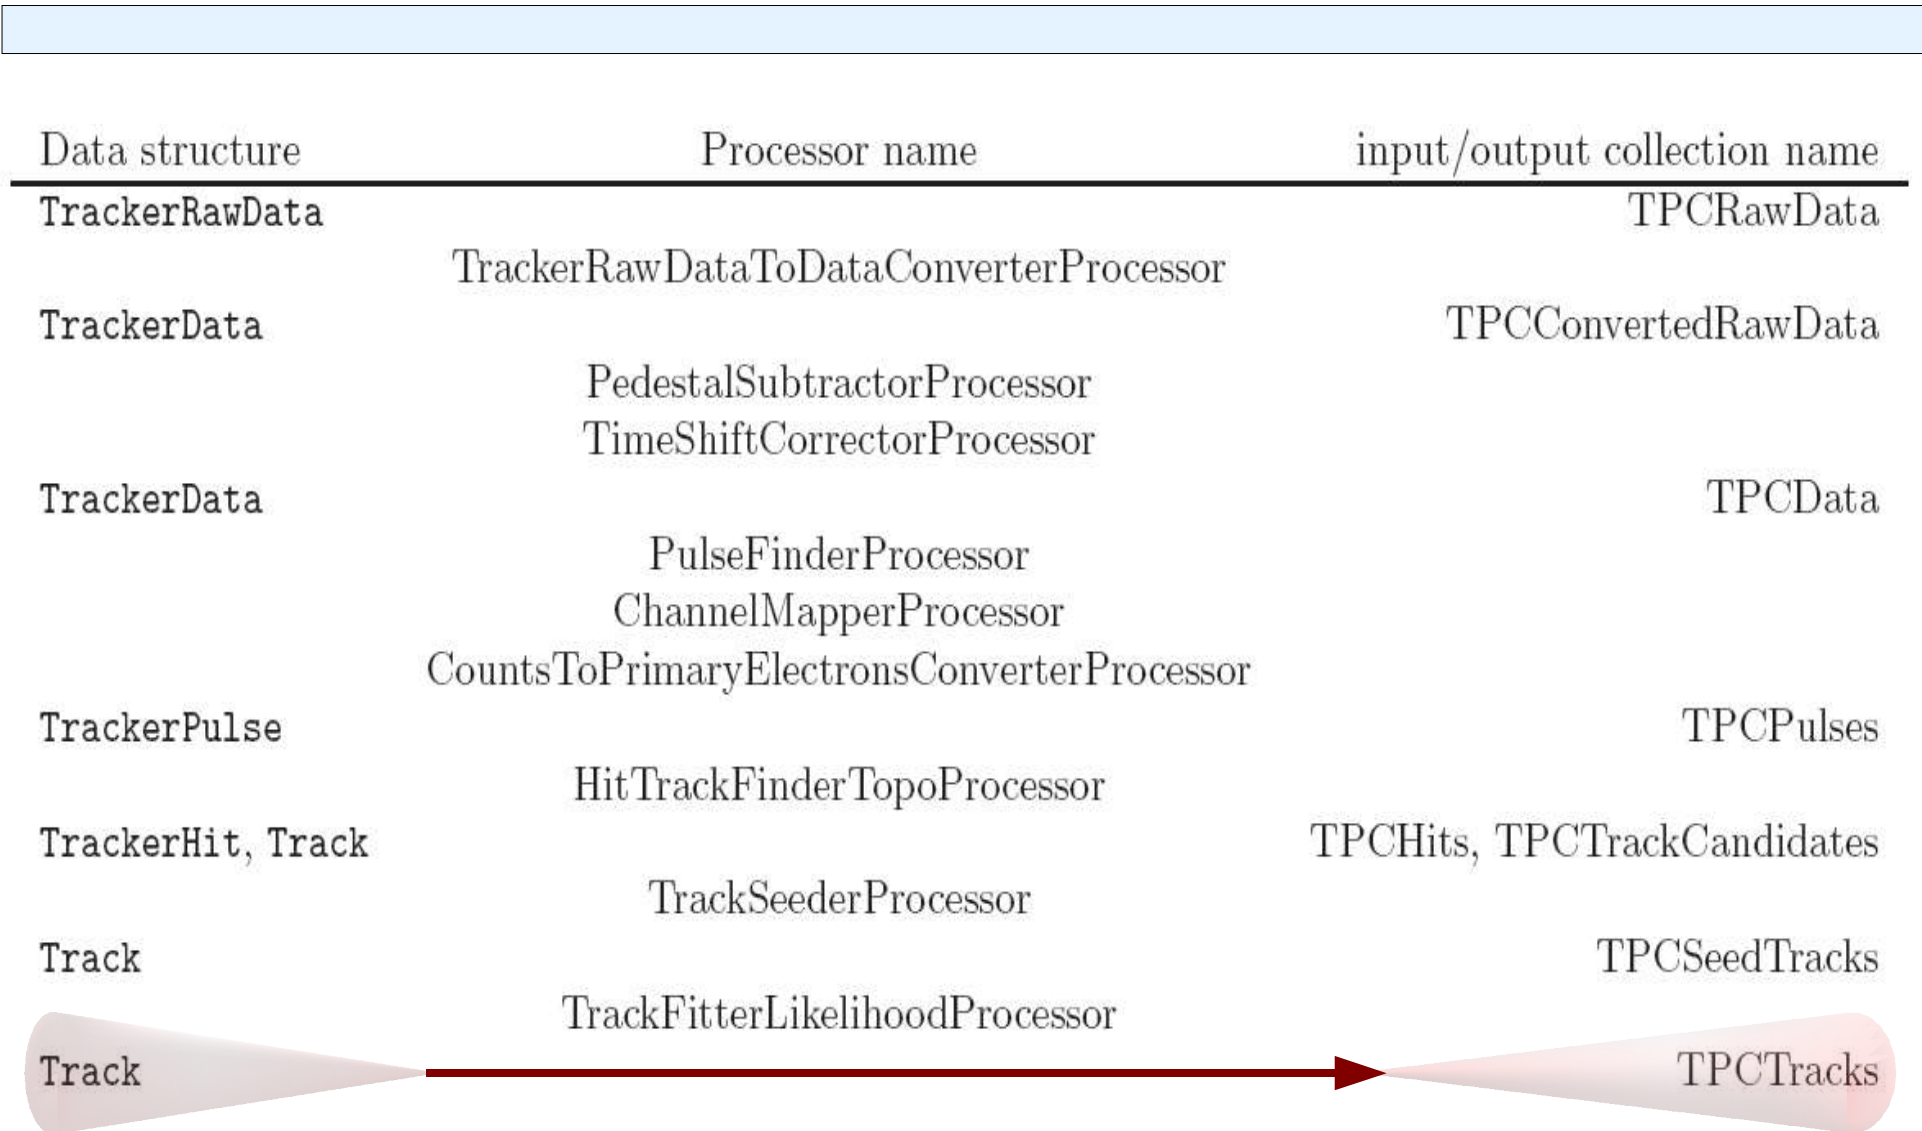 Data structure Processor name input/output collection name
TrackerRawData TPCRawData
TrackerRawDataToDataConverterProcessor
TrackerData TPCConvertedRawData
PedestalSubtractorProcessor
TimeShiftCorrectorProcessor
TrackerData TPCData
PulseFinderProcessor
ChannelMapperProcessor
CountsToPrimaryElectronsConverterProcessor
TrackerPulse TPCPulses
HitTrackFinderTopoProcessor
TrackerHit, Track TPCHits, TPCTrackCandidates
TrackSeederProcessor
Track TPCSeedTracks
TrackFitterLikelihoodProcessor
Track TPCTracks